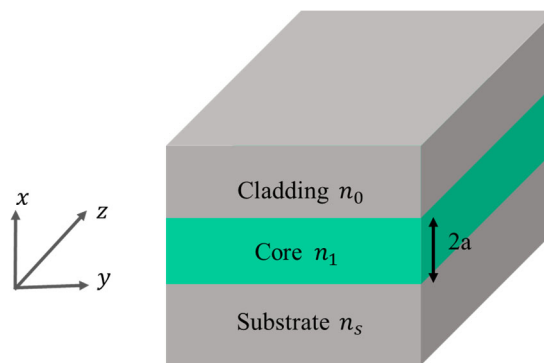 Cladding n₀
x
z
Core n₁
2a
y
Substrate nₛ